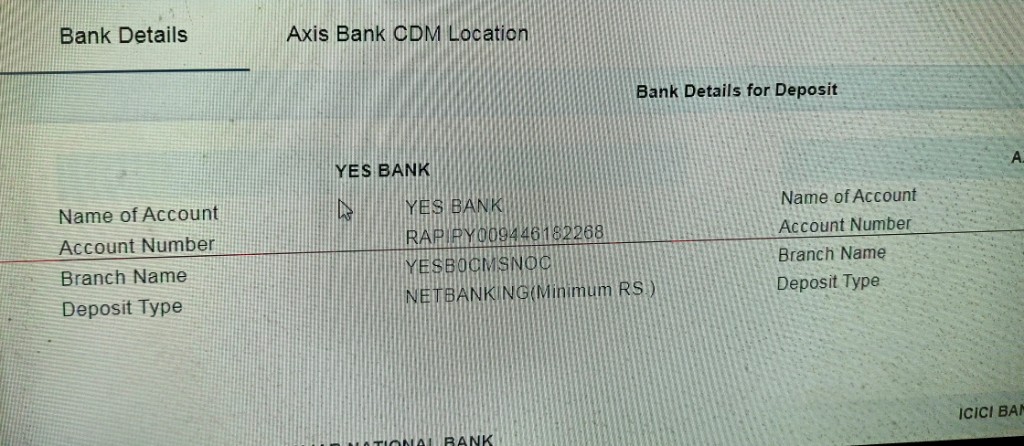 Bank Details Axis Bank CDM Location
Bank Details for Deposit
YES BANK
Name of Account YES BANK
Account Number RAPIPY009446182268
Branch Name YESB0CMSNOC
Deposit Type NETBANKING(Minimum RS.)
A
Name of Account
Account Number
Branch Name
Deposit Type
ICICI BAN
NATIONAL BANK